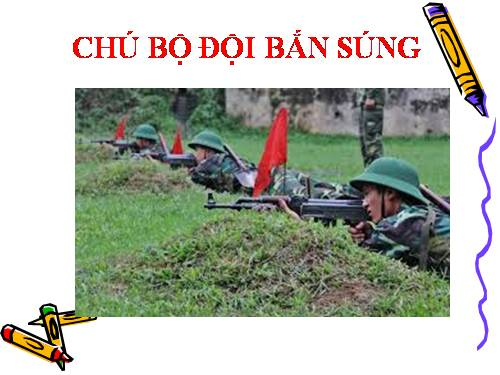 CHÚ BỘ ĐỘI BẮN SÚNG